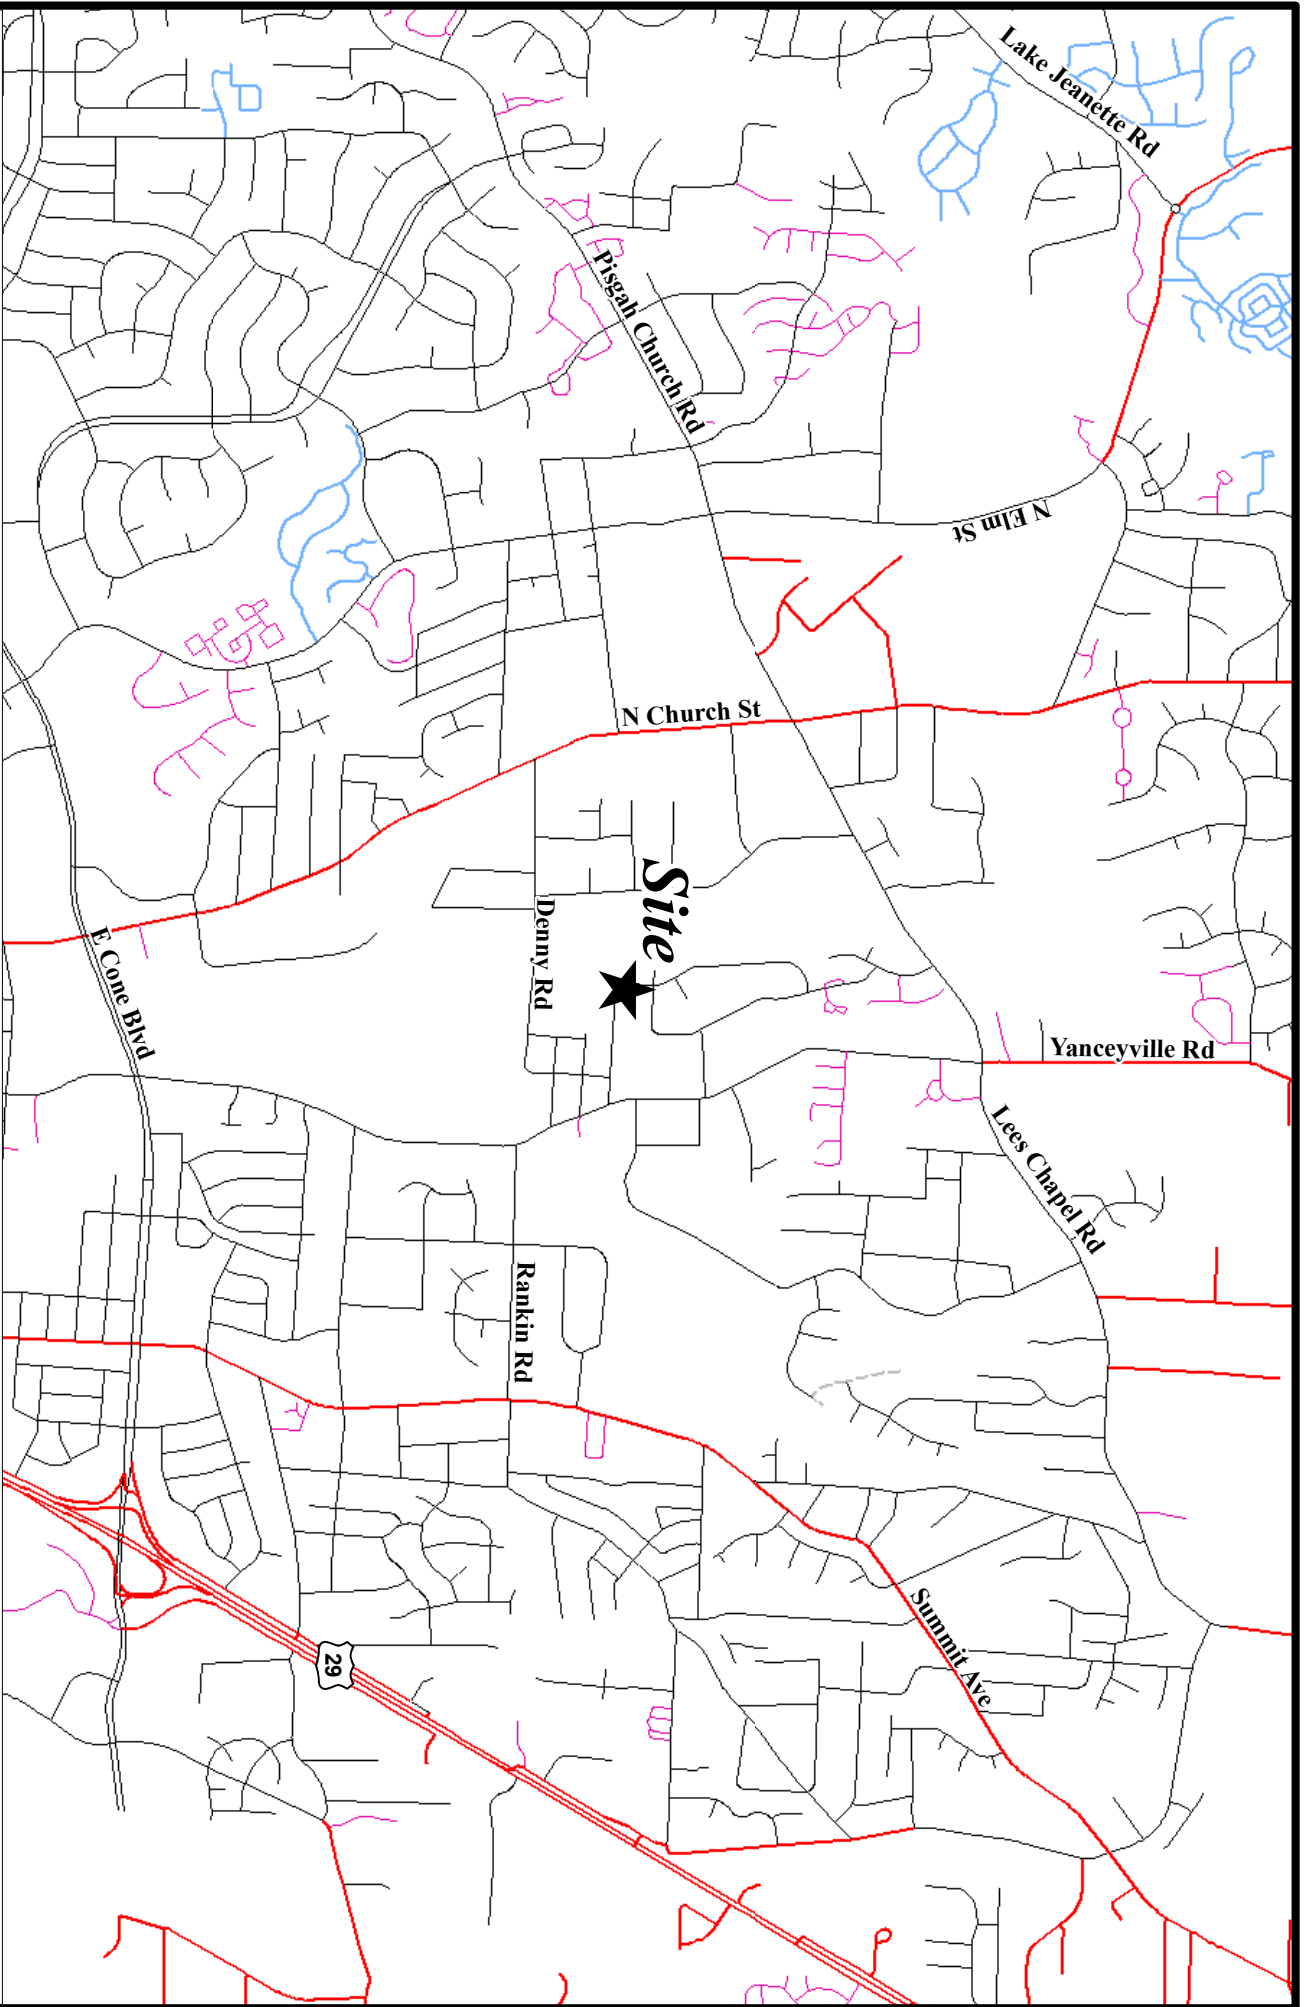 Lake Jeanette Rd
Pisgah Church Rd
N Elm St
N Church St
Site
Denny Rd
E Cone Blvd
Yanceyville Rd
Lees Chapel Rd
Rankin Rd
Summit Ave
29